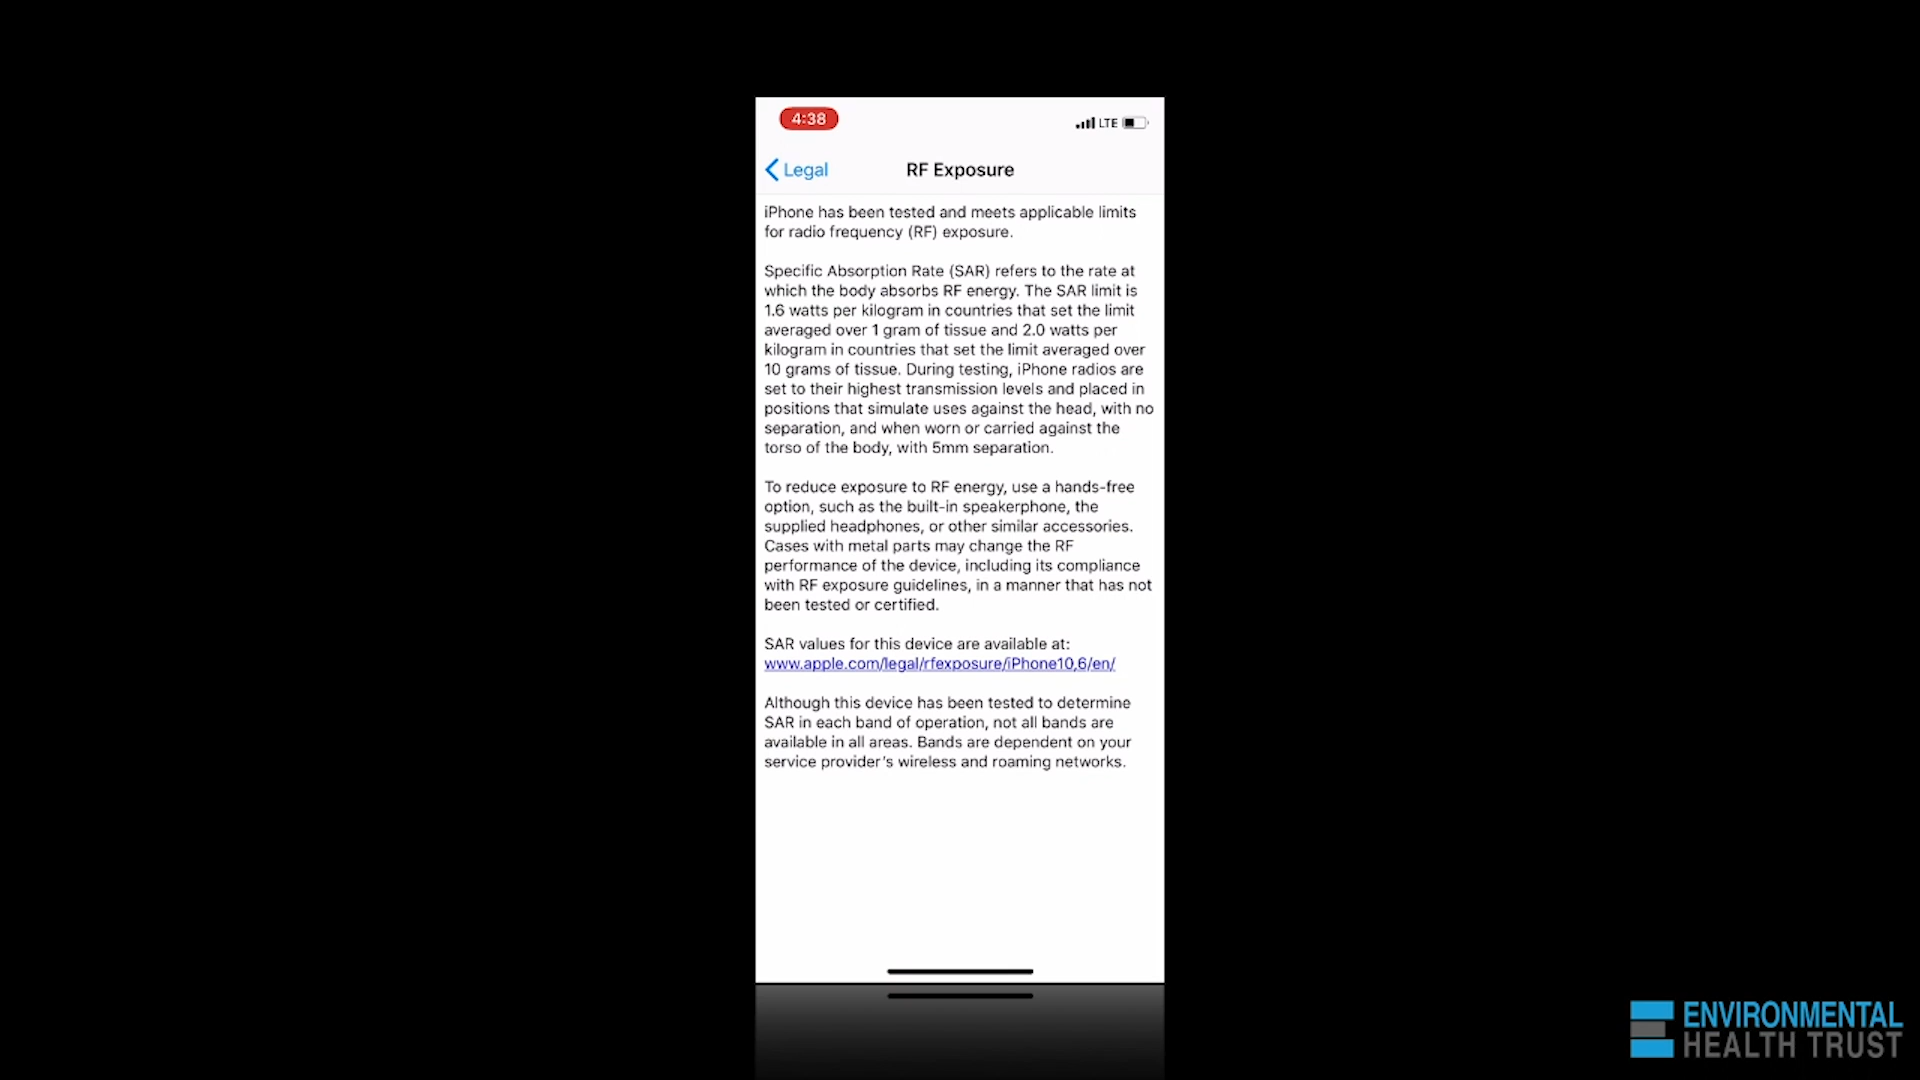 4:38
LTE
Legal
RF Exposure
iPhone has been tested and meets applicable limits
for radio frequency (RF) exposure.
Specific Absorption Rate (SAR) refers to the rate at
which the body absorbs RF energy. The SAR limit is
1.6 watts per kilogram in countries that set the limit
averaged over 1 gram of tissue and 2.0 watts per
kilogram in countries that set the limit averaged over
10 grams of tissue. During testing, iPhone radios are
set to their highest transmission levels and placed in
positions that simulate uses against the head, with no
separation, and when worn or carried against the
torso of the body, with 5mm separation.
To reduce exposure to RF energy, use a hands-free
option, such as the built-in speakerphone, the
supplied headphones, or other similar accessories.
Cases with metal parts may change the RF
performance of the device, including its compliance
with RF exposure guidelines, in a manner that has not
been tested or certified.
SAR values for this device are available at:
www.apple.com/legal/rfexposure/iPhone10,6/en/
Although this device has been tested to determine
SAR in each band of operation, not all bands are
available in all areas. Bands are dependent on your
service provider's wireless and roaming networks.
ENVIRONMENTAL
HEALTH TRUST